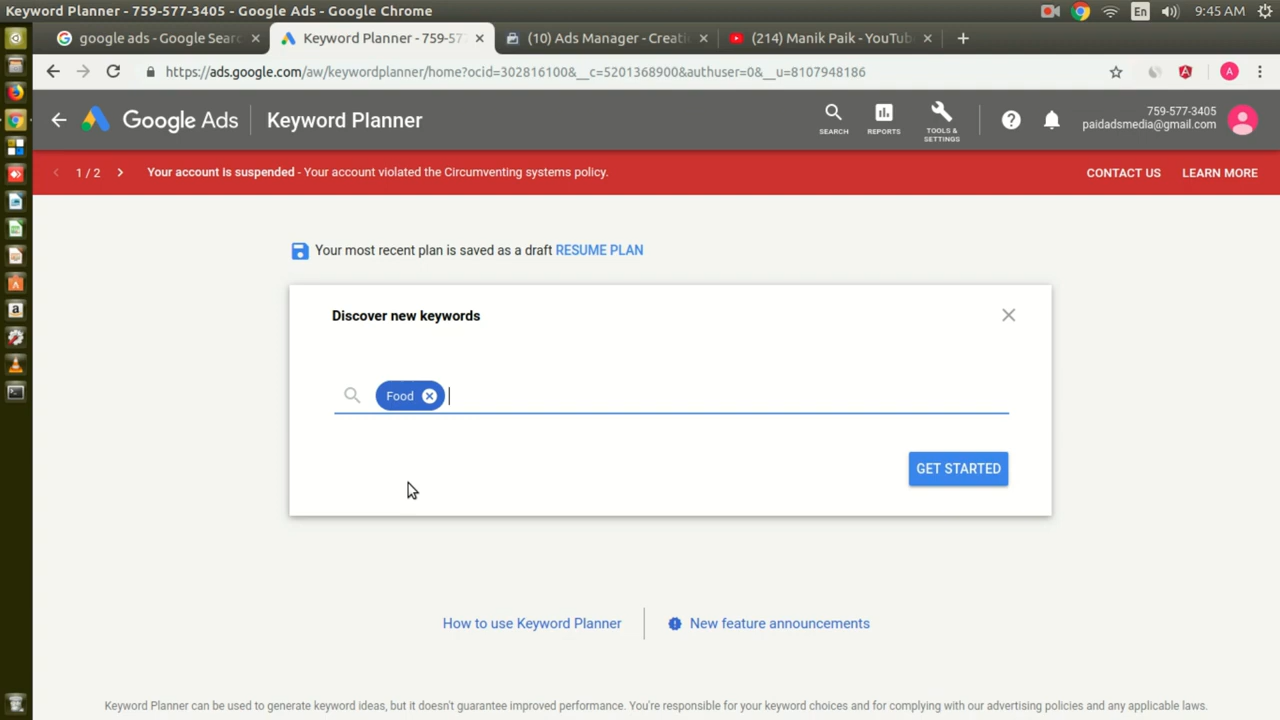 Keyword Planner - 759-577-3405 - Google Ads - Google Chrome
En
9:45 AM
google ads - Google Searc
Keyword Planner - 759-57
(10) Ads Manager - Creati
(214) Manik Paik - YouTub
https://ads.google.com/aw/keywordplanner/home?ocid=302816100&__c=5201368900&authuser=0&__u=8107948186
A
Google Ads
Keyword Planner
SEARCH
REPORTS
TOOLS &
SETTINGS
759-577-3405
paidadsmedia@gmail.com
1 / 2
Your account is suspended - Your account violated the Circumventing systems policy.
CONTACT US
LEARN MORE
Your most recent plan is saved as a draft RESUME PLAN
Discover new keywords
Food
GET STARTED
How to use Keyword Planner
New feature announcements
Keyword Planner can be used to generate keyword ideas, but it doesn't guarantee improved performance. You're responsible for your keyword choices and for complying with our advertising policies and any applicable laws.